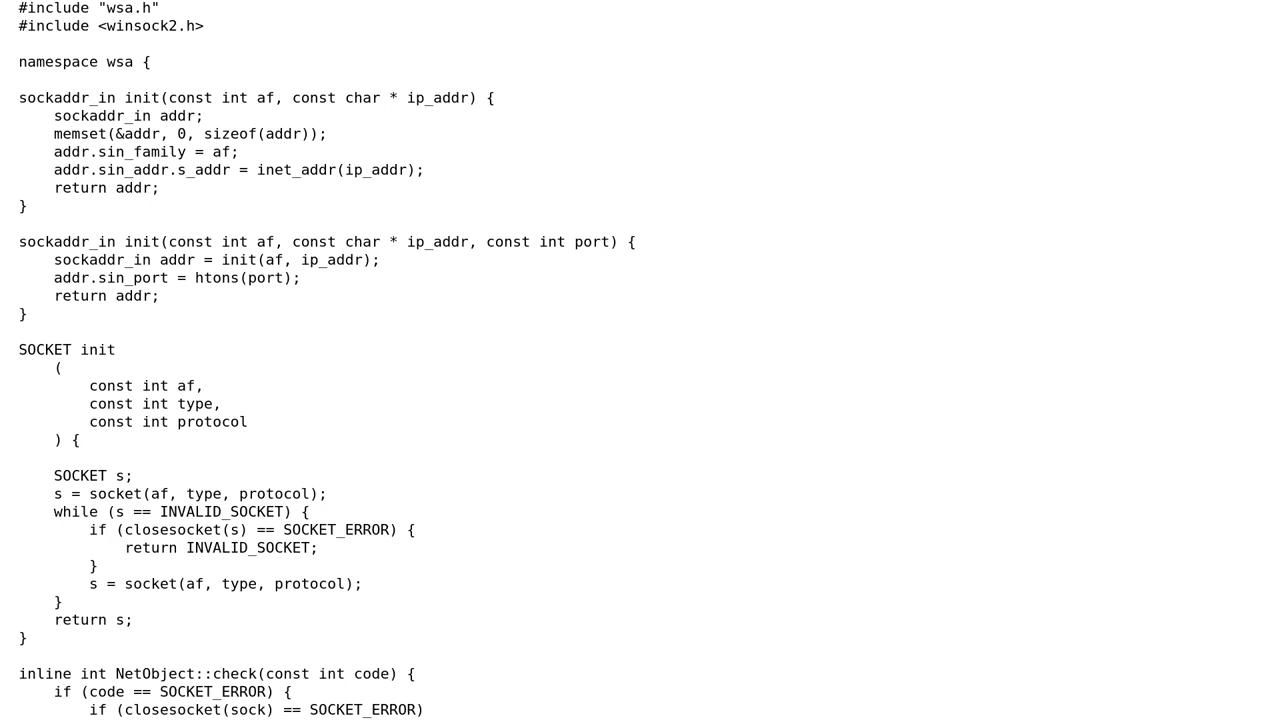 #include "wsa.h"
#include <winsock2.h>

namespace wsa {

sockaddr_in init(const int af, const char * ip_addr) {
    sockaddr_in addr;
    memset(&addr, 0, sizeof(addr));
    addr.sin_family = af;
    addr.sin_addr.s_addr = inet_addr(ip_addr);
    return addr;
}

sockaddr_in init(const int af, const char * ip_addr, const int port) {
    sockaddr_in addr = init(af, ip_addr);
    addr.sin_port = htons(port);
    return addr;
}

SOCKET init
    (
        const int af,
        const int type,
        const int protocol
    ) {

    SOCKET s;
    s = socket(af, type, protocol);
    while (s == INVALID_SOCKET) {
        if (closesocket(s) == SOCKET_ERROR) {
            return INVALID_SOCKET;
        }
        s = socket(af, type, protocol);
    }
    return s;
}

inline int NetObject::check(const int code) {
    if (code == SOCKET_ERROR) {
        if (closesocket(sock) == SOCKET_ERROR)